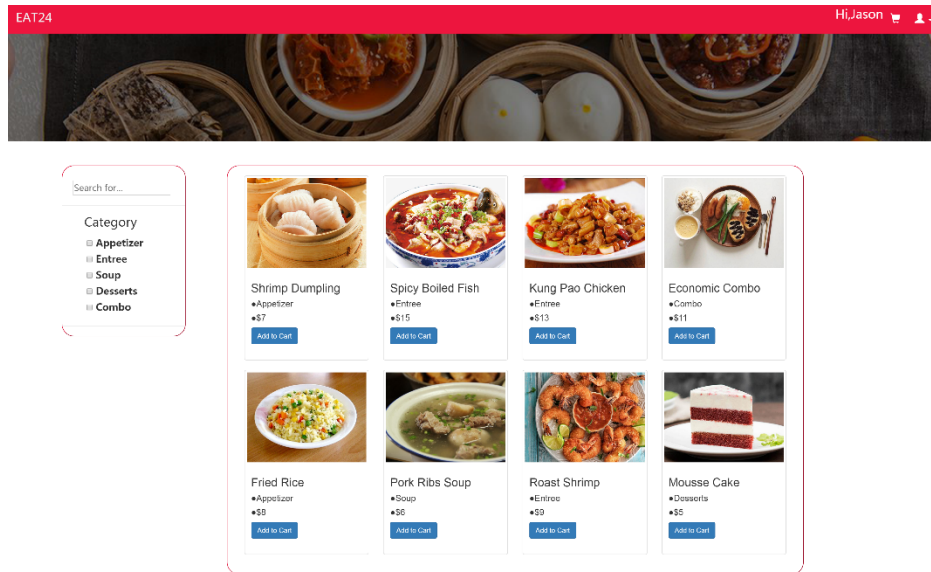 EAT24
Hi,Jason
Search for...
Category
Appetizer
Entree
Soup
Desserts
Combo
Shrimp Dumpling
●Appetizer
●$7
Add to Cart
Spicy Boiled Fish
●Entree
●$15
Add to Cart
Kung Pao Chicken
●Entree
●$13
Add to Cart
Economic Combo
●Combo
●$11
Add to Cart
Fried Rice
●Appetizer
●$8
Add to Cart
Pork Ribs Soup
●Soup
●$6
Add to Cart
Roast Shrimp
●Entree
●$9
Add to Cart
Mousse Cake
●Desserts
●$5
Add to Cart